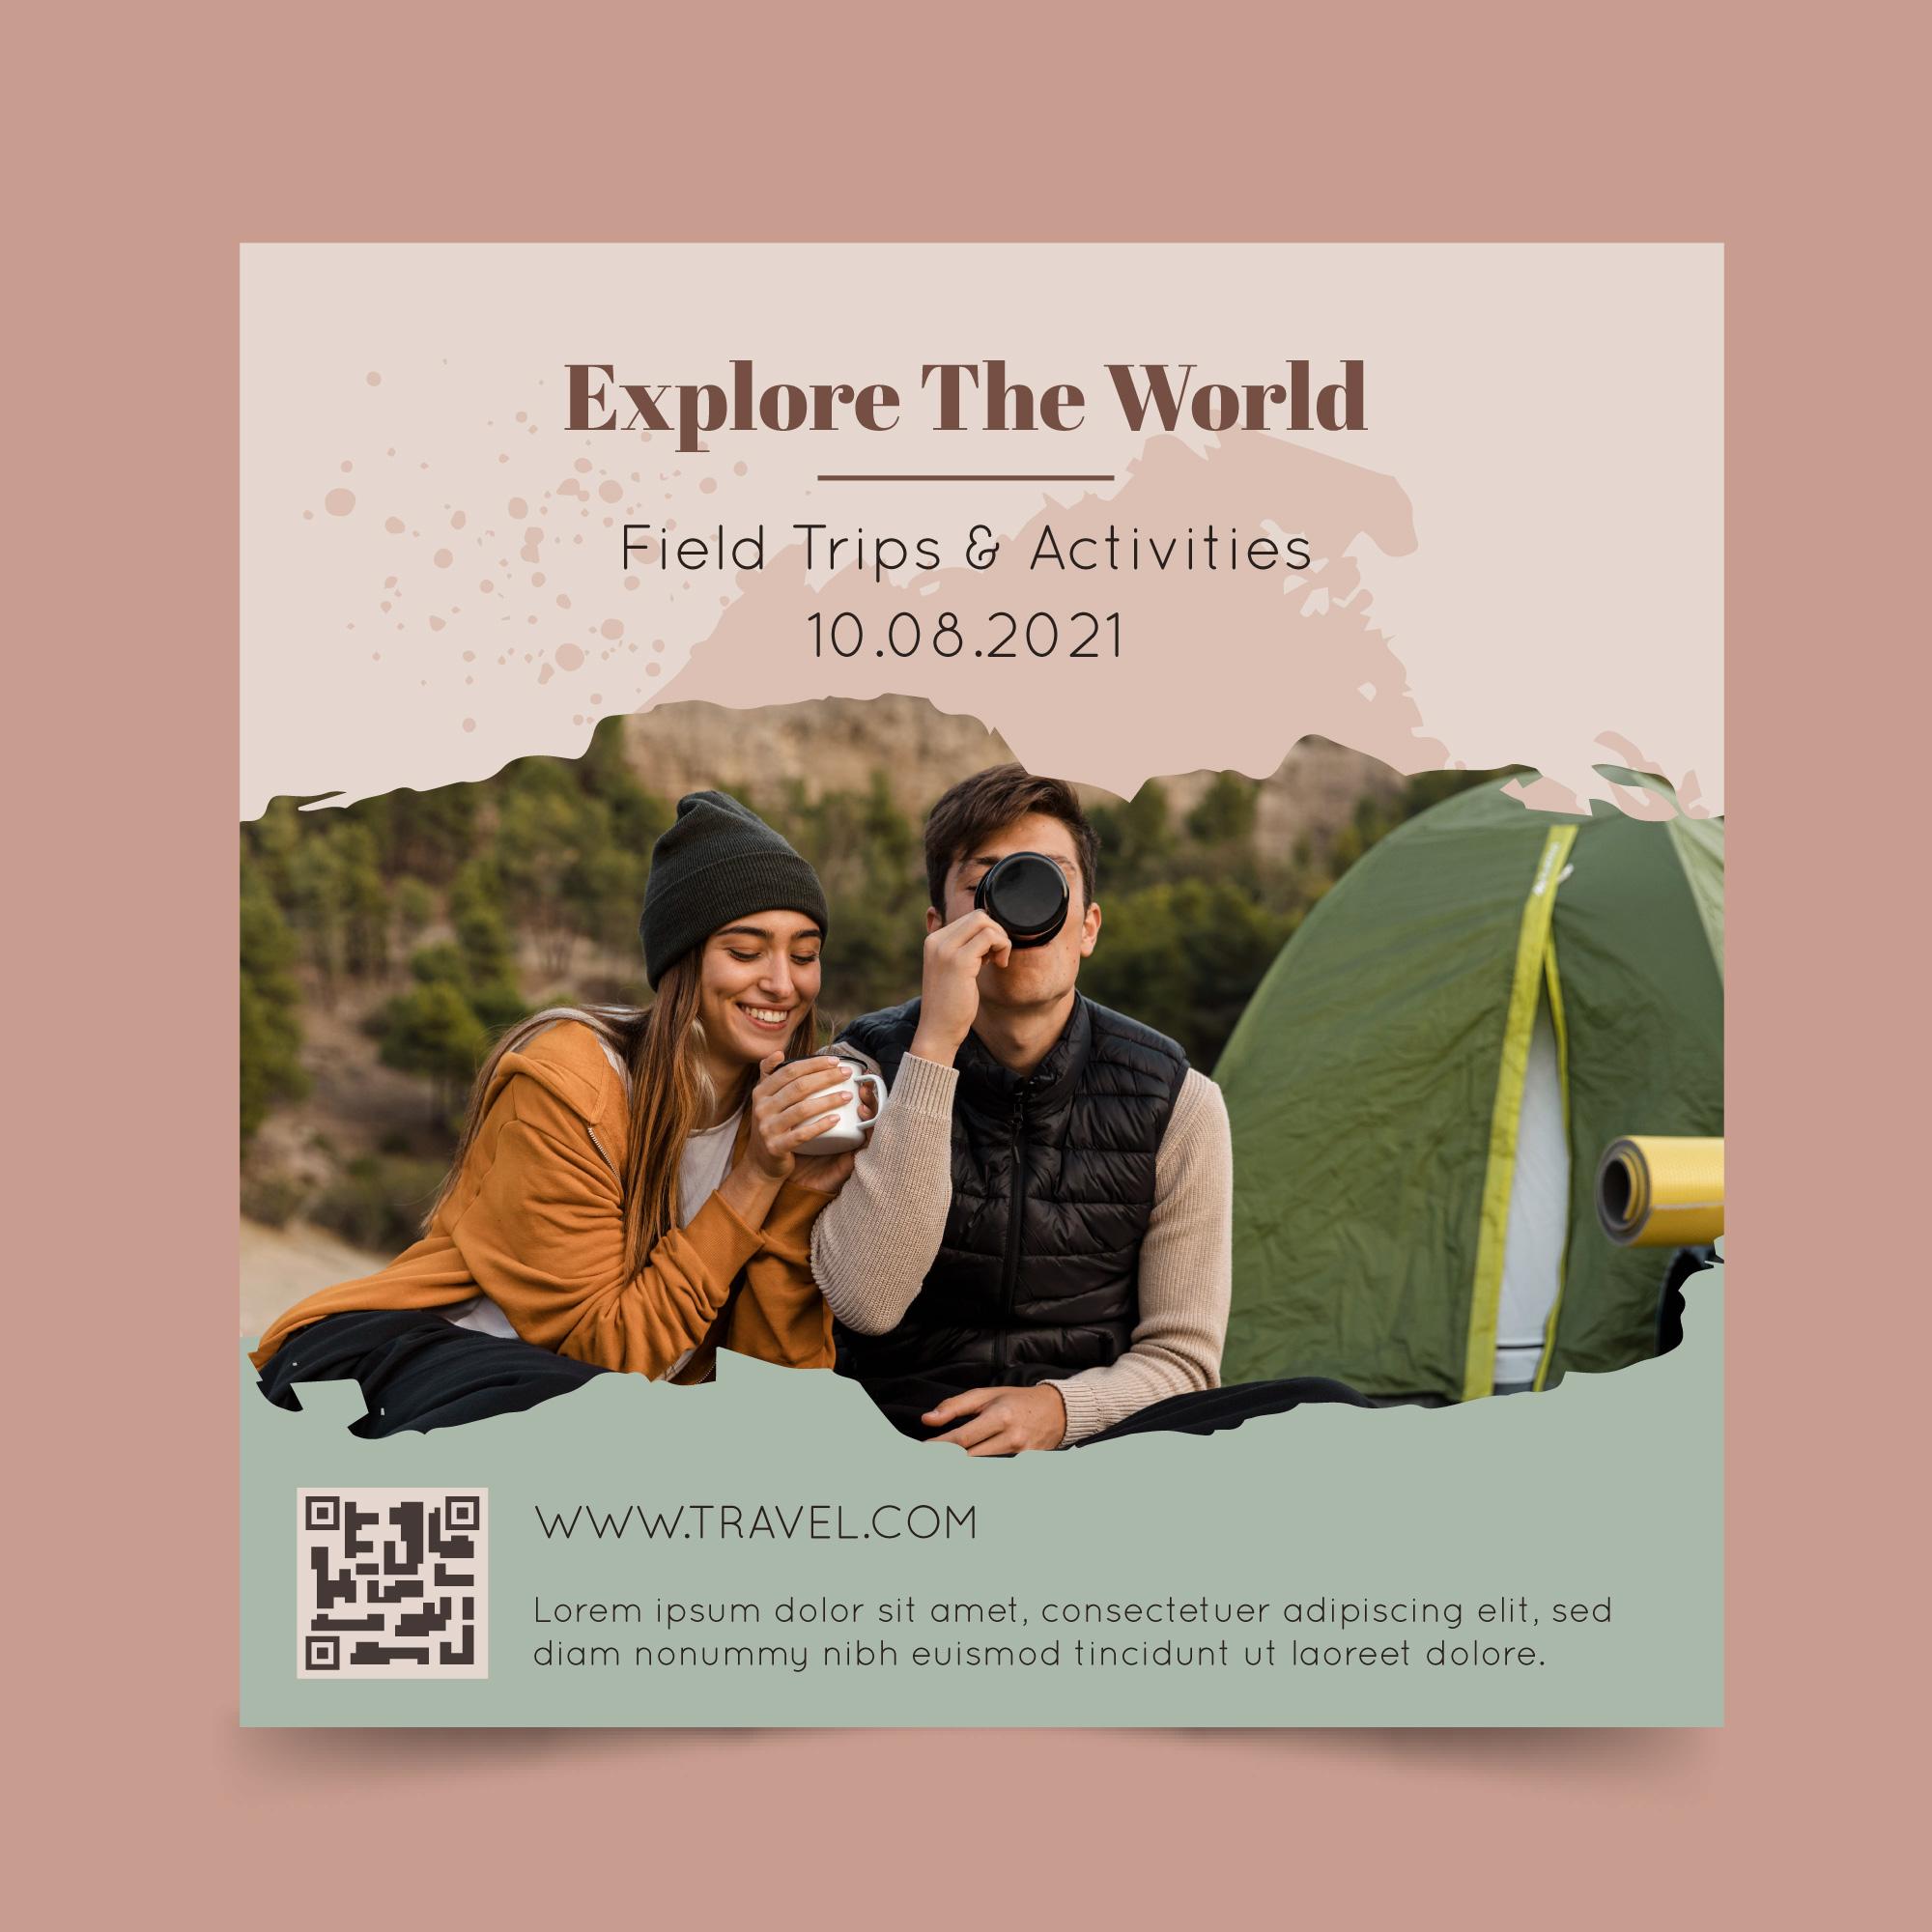 Explore The World
Field Trips & Activities
10.08.2021
WWW.TRAVEL.COM
Lorem ipsum dolor sit amet, consectetuer adipiscing elit, sed
diam nonummy nibh euismod tincidunt ut laoreet dolore.